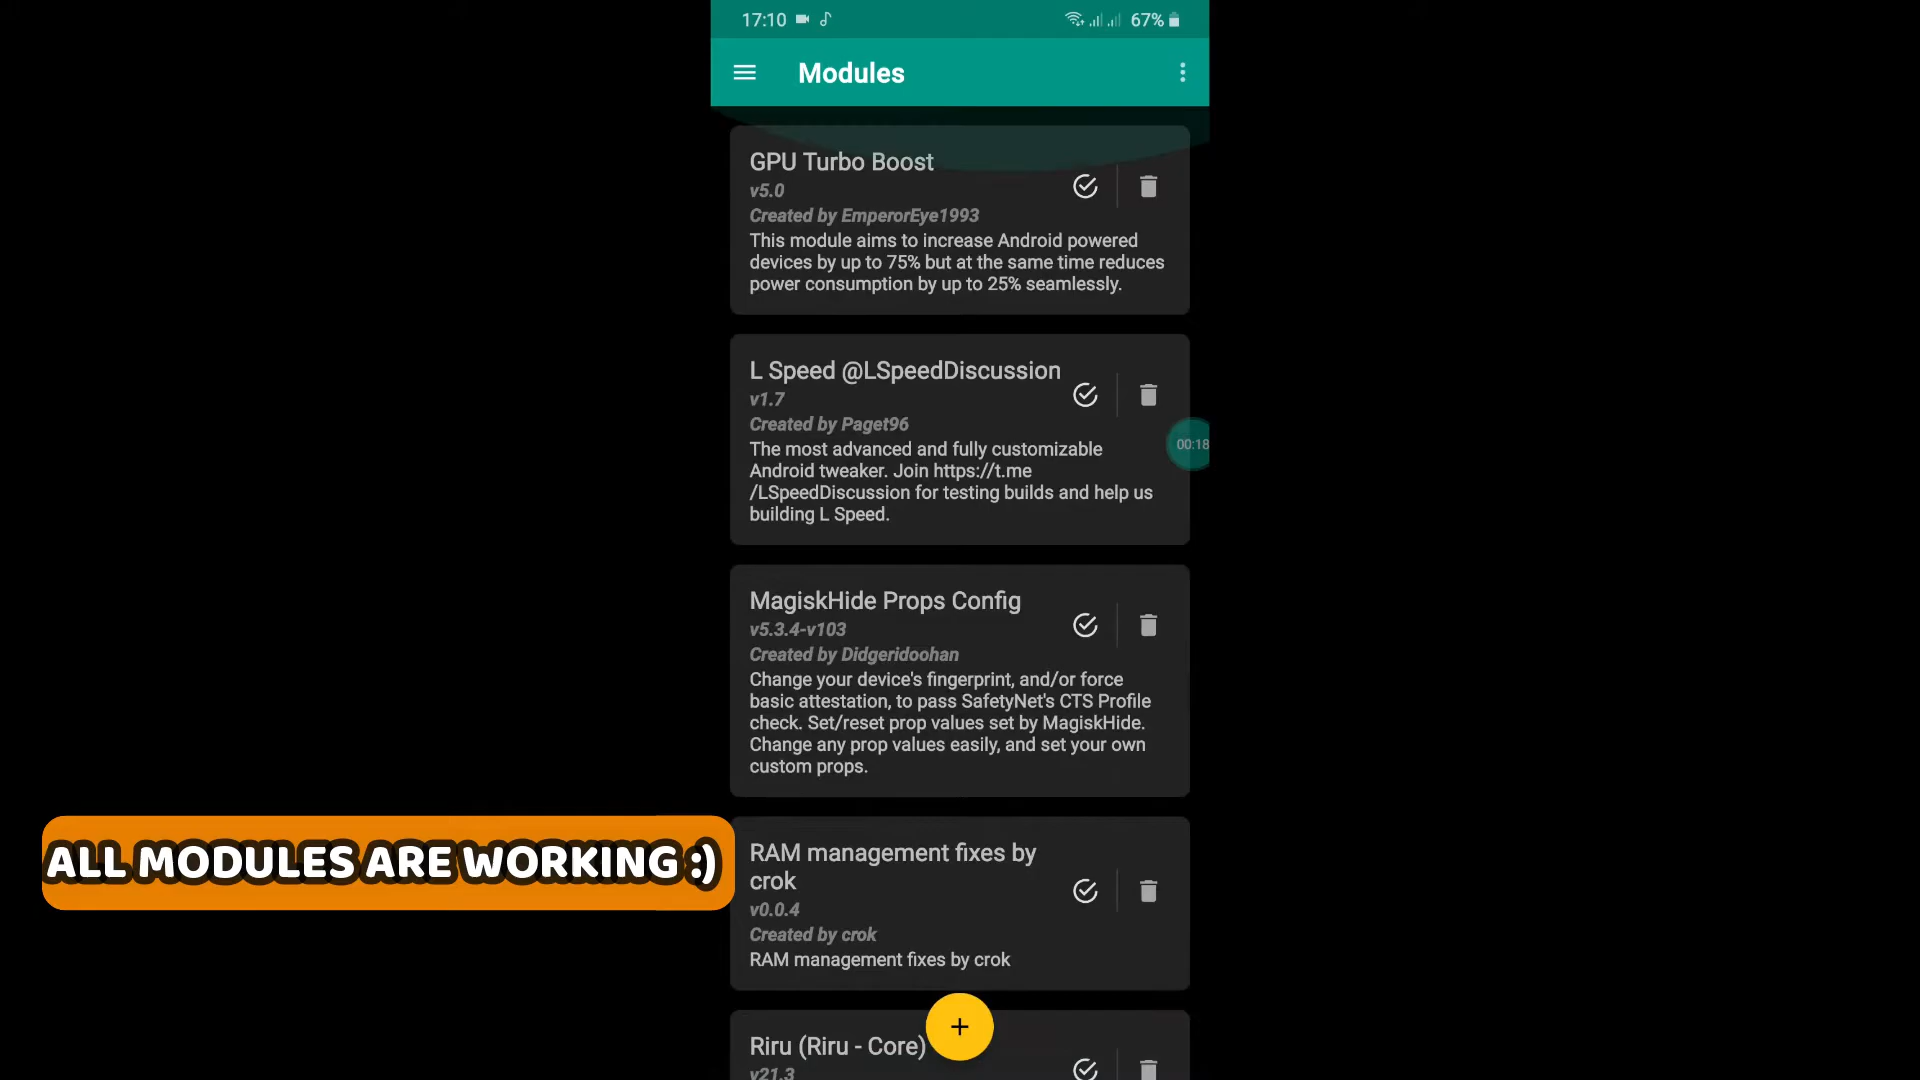 17:10
67%
Modules
GPU Turbo Boost
v5.0
Created by EmperorEye1993
This module aims to increase Android powered
devices by up to 75% but at the same time reduces
power consumption by up to 25% seamlessly.
L Speed @LSpeedDiscussion
v1.7
Created by Paget96
The most advanced and fully customizable
Android tweaker. Join https://t.me
/LSpeedDiscussion for testing builds and help us
building L Speed.
00:18
MagiskHide Props Config
v5.3.4-v103
Created by Didgeridoohan
Change your device's fingerprint, and/or force
basic attestation, to pass SafetyNet's CTS Profile
check. Set/reset prop values set by MagiskHide.
Change any prop values easily, and set your own
custom props.
ALL MODULES ARE WORKING :)
RAM management fixes by
crok
v0.0.4
Created by crok
RAM management fixes by crok
+
Riru (Riru - Core)
v21.3